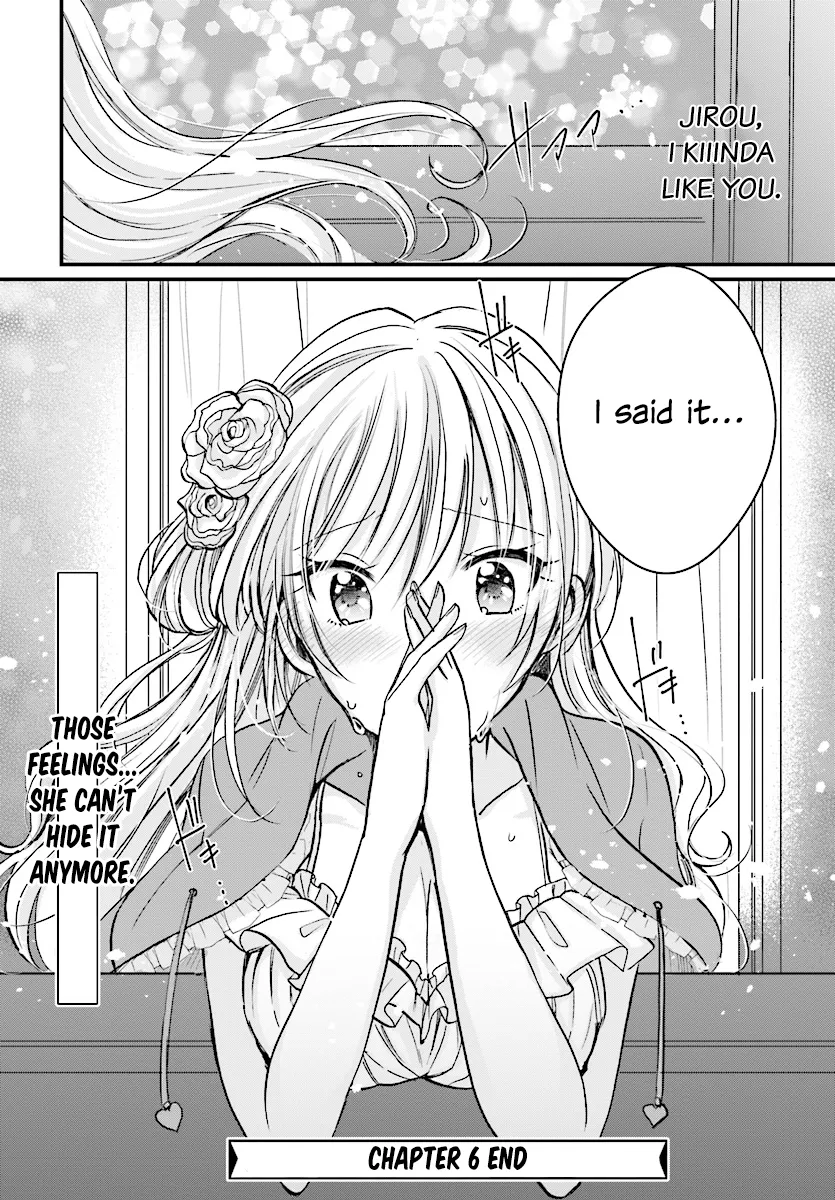 JIROU,
I KIIINDA
LIKE YOU.
I said it...
THOSE
FEELINGS...
SHE CAN'T
HIDE IT
ANYMORE.
CHAPTER 6 END